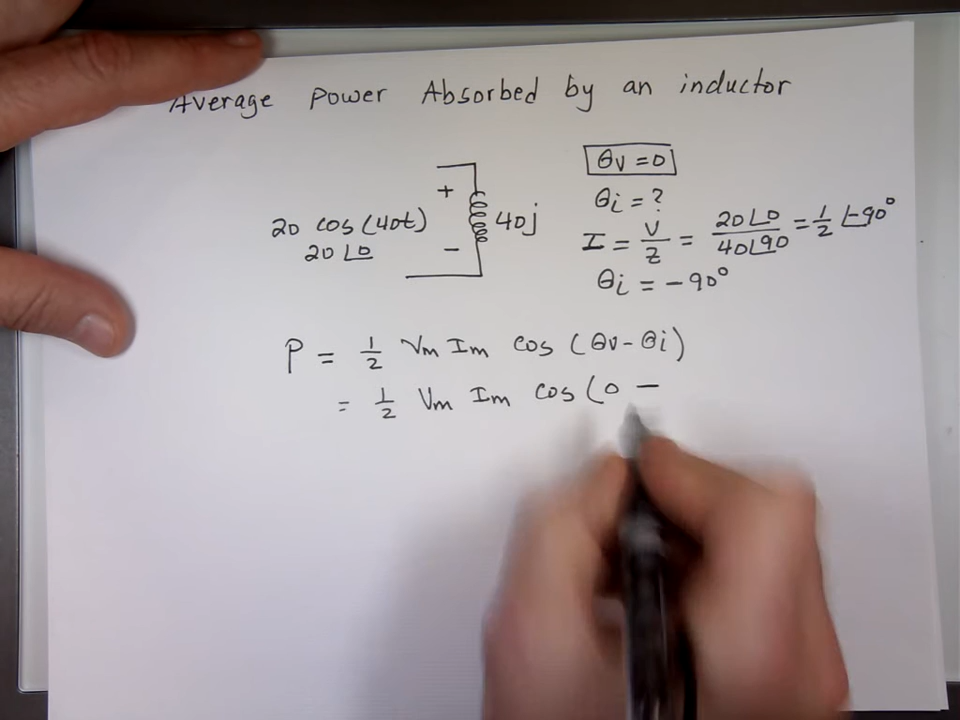 Average Power Absorbed by an inductor
θv = 0
θi = ?
20 cos (40t)
20 ∠0
+
−
40j
I = V/Z = 20∠0 / 40∠90 = 1/2 ∠-90°
θi = -90°
P = 1/2 Vm Im cos (θv - θi)
= 1/2 Vm Im cos (0 -